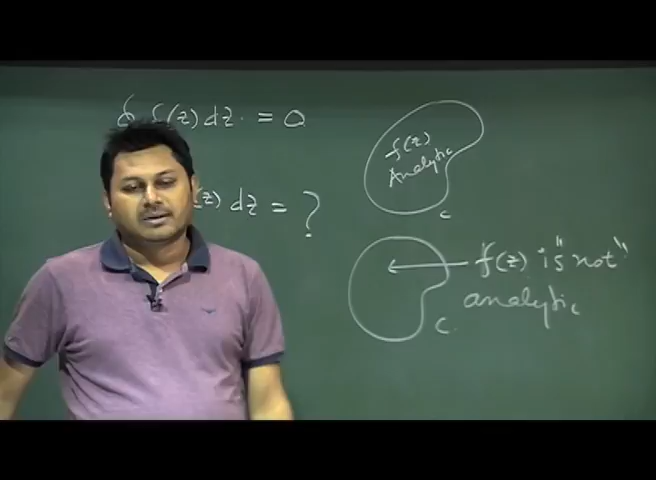 ∮ f(z) dz. = 0
(z) dz = ?
f(z)
Analytic
C
f(z) is "not"
analytic
C.